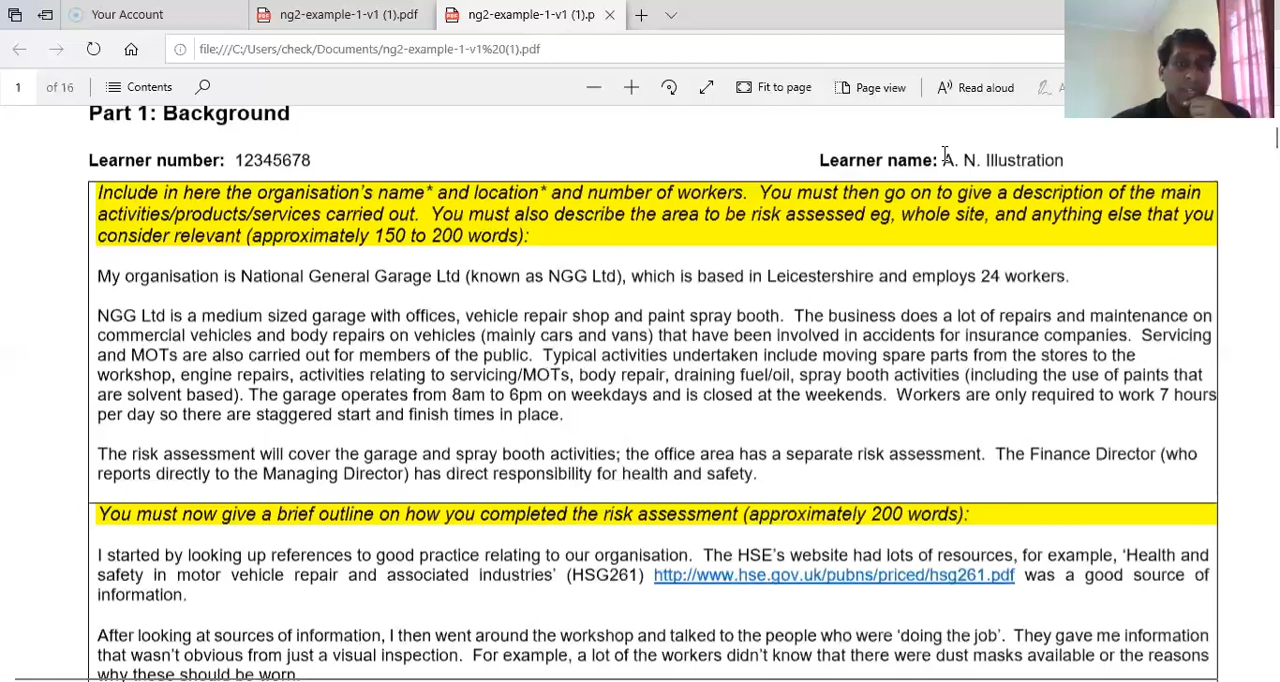 Your Account
ng2-example-1-v1 (1).pdf
ng2-example-1-v1 (1).p
file:///C:/Users/check/Documents/ng2-example-1-v1%20(1).pdf
1 of 16
Contents
Fit to page
Page view
Read aloud
Part 1: Background
Learner number: 12345678
Learner name: A. N. Illustration
Include in here the organisation's name* and location* and number of workers. You must then go on to give a description of the main
activities/products/services carried out. You must also describe the area to be risk assessed eg, whole site, and anything else that you
consider relevant (approximately 150 to 200 words):
My organisation is National General Garage Ltd (known as NGG Ltd), which is based in Leicestershire and employs 24 workers.
NGG Ltd is a medium sized garage with offices, vehicle repair shop and paint spray booth. The business does a lot of repairs and maintenance on
commercial vehicles and body repairs on vehicles (mainly cars and vans) that have been involved in accidents for insurance companies. Servicing
and MOTs are also carried out for members of the public. Typical activities undertaken include moving spare parts from the stores to the
workshop, engine repairs, activities relating to servicing/MOTs, body repair, draining fuel/oil, spray booth activities (including the use of paints that
are solvent based). The garage operates from 8am to 6pm on weekdays and is closed at the weekends. Workers are only required to work 7 hours
per day so there are staggered start and finish times in place.
The risk assessment will cover the garage and spray booth activities; the office area has a separate risk assessment. The Finance Director (who
reports directly to the Managing Director) has direct responsibility for health and safety.
You must now give a brief outline on how you completed the risk assessment (approximately 200 words):
I started by looking up references to good practice relating to our organisation. The HSE's website had lots of resources, for example, 'Health and
safety in motor vehicle repair and associated industries' (HSG261) http://www.hse.gov.uk/pubns/priced/hsg261.pdf was a good source of
information.
After looking at sources of information, I then went around the workshop and talked to the people who were 'doing the job'. They gave me information
that wasn't obvious from just a visual inspection. For example, a lot of the workers didn't know that there were dust masks available or the reasons
why these should be worn.